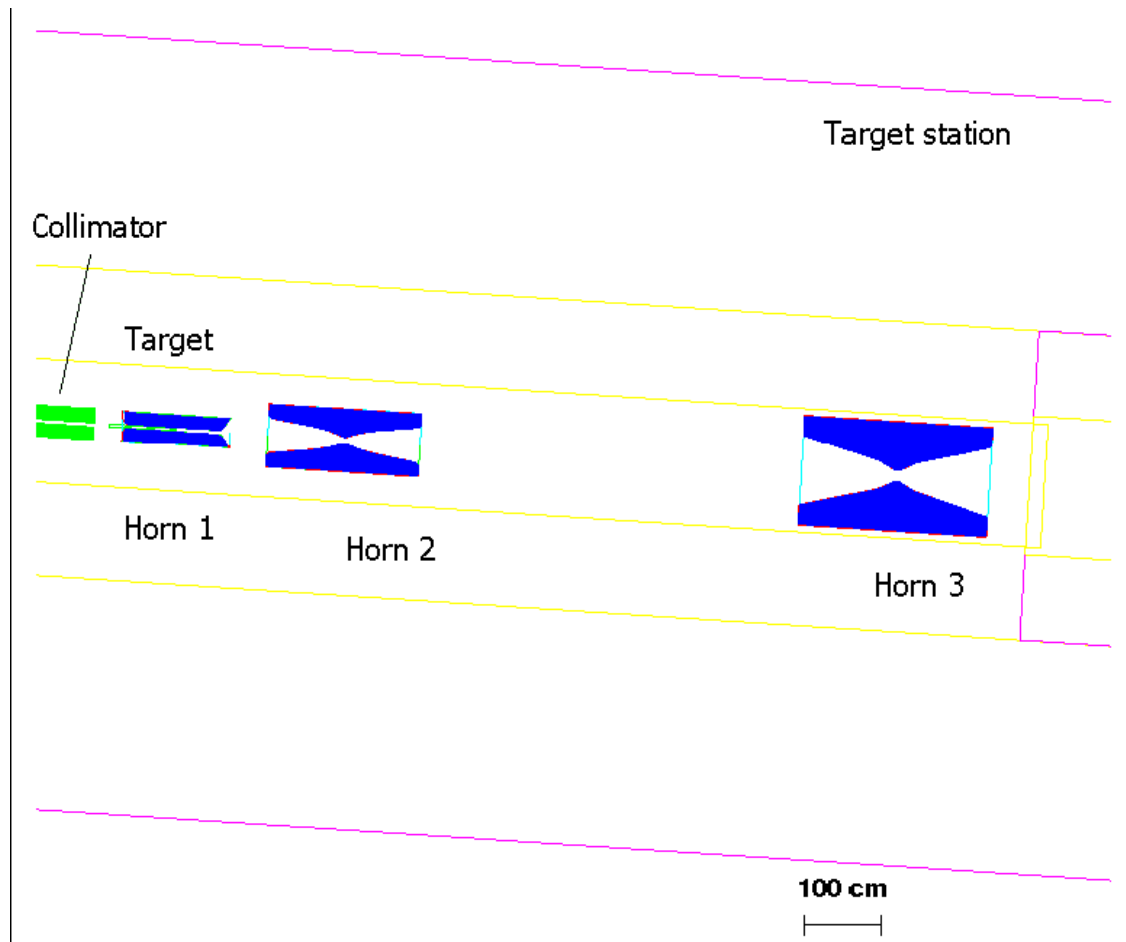 Target station
Collimator
Target
Horn 1
Horn 2
Horn 3
100 cm